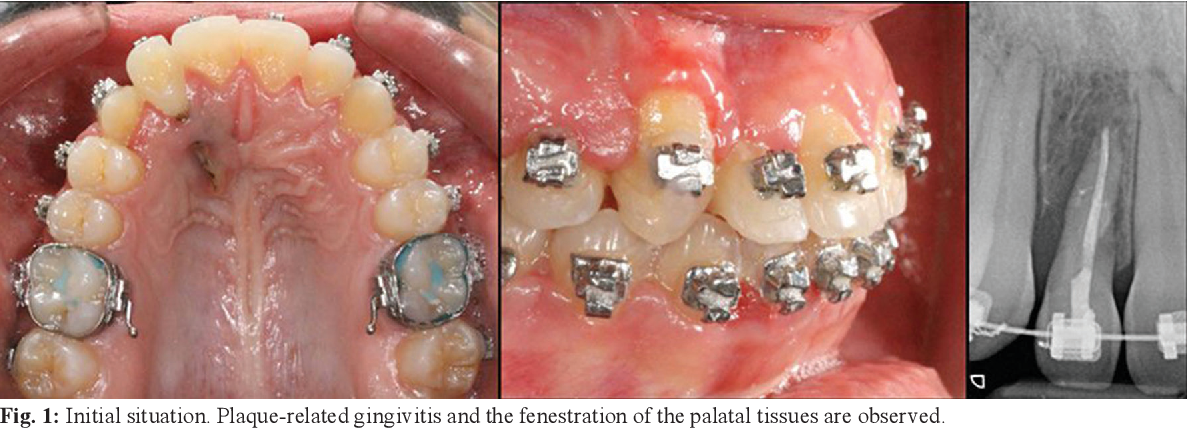 Fig. 1: Initial situation. Plaque-related gingivitis and the fenestration of the palatal tissues are observed.